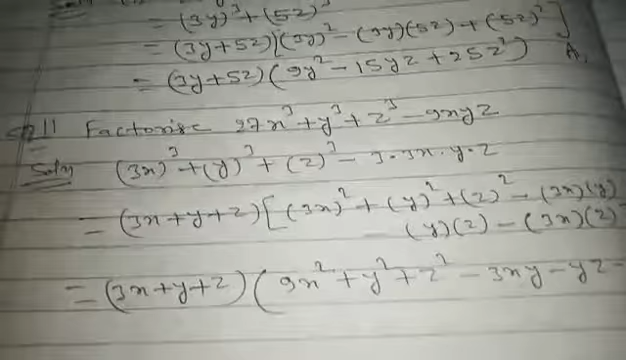 = (3y)³ + (5z)³
= (3y+5z)[(3y)² - (3y)(5z) + (5z)²]
= (3y+5z)(9y² - 15yz + 25z²) A.
Q.11 Factorise 27x³ + y³ + z³ - 9xyz
Soln (3x)³ + (y)³ + (z)³ - 3·3x·y·z
= (3x+y+z)[(3x)² + (y)² + (z)² - (3x)(y)
(y)(z) - (3x)(z)
= (3x+y+z)(9x² + y² + z² - 3xy - yz -